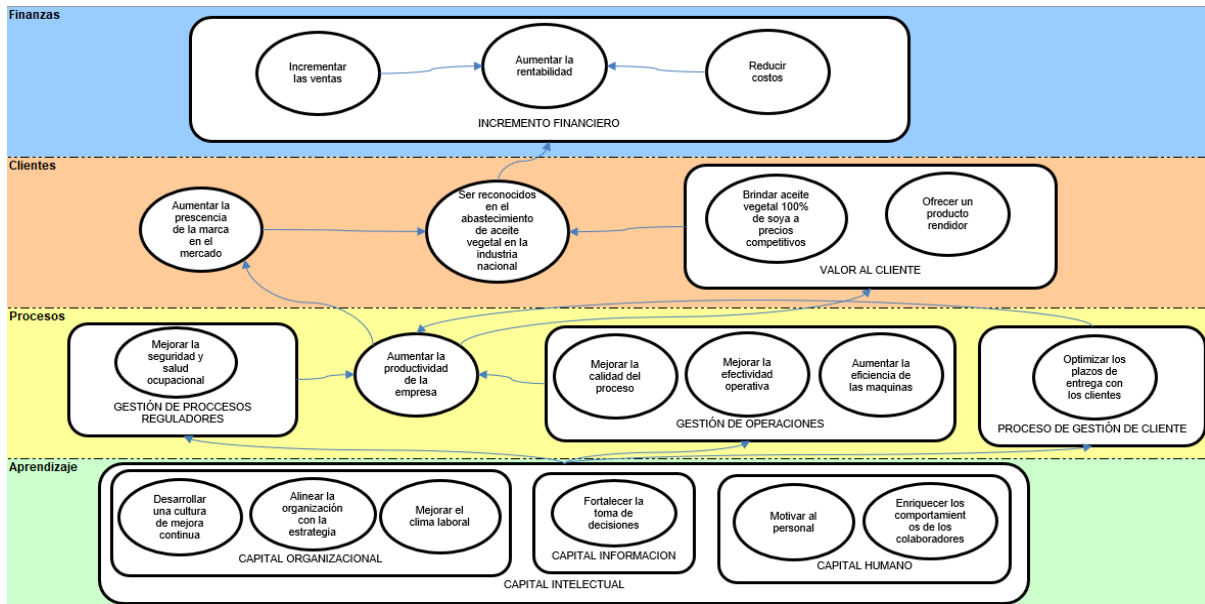 Finanzas
Incrementar
las ventas
Aumentar la
rentabilidad
Reducir
costos
INCREMENTO FINANCIERO
Clientes
Aumentar la
prescencia
de la marca
en el
mercado
Ser reconocidos
en el
abastecimiento
de aceite
vegetal en la
industria
nacional
Brindar aceite
vegetal 100%
de soya a
precios
competitivos
Ofrecer un
producto
rendidor
VALOR AL CLIENTE
Procesos
Mejorar la
seguridad y
salud
ocupacional
GESTIÓN DE PROCCESOS
REGULADORES
Aumentar la
productividad
de la
empresa
Mejorar la
calidad del
proceso
Mejorar la
efectividad
operativa
Aumentar la
eficiencia de
las maquinas
GESTIÓN DE OPERACIONES
Optimizar los
plazos de
entrega con
los clientes
PROCESO DE GESTIÓN DE CLIENTE
Aprendizaje
Desarrollar
una cultura
de mejora
continua
Alinear la
organización
con la
estrategia
Mejorar el
clima laboral
CAPITAL ORGANIZACIONAL
Fortalecer la
toma de
decisiones
CAPITAL INFORMACION
Motivar al
personal
Enriquecer los
comportamient
os de los
colaboradores
CAPITAL HUMANO
CAPITAL INTELECTUAL